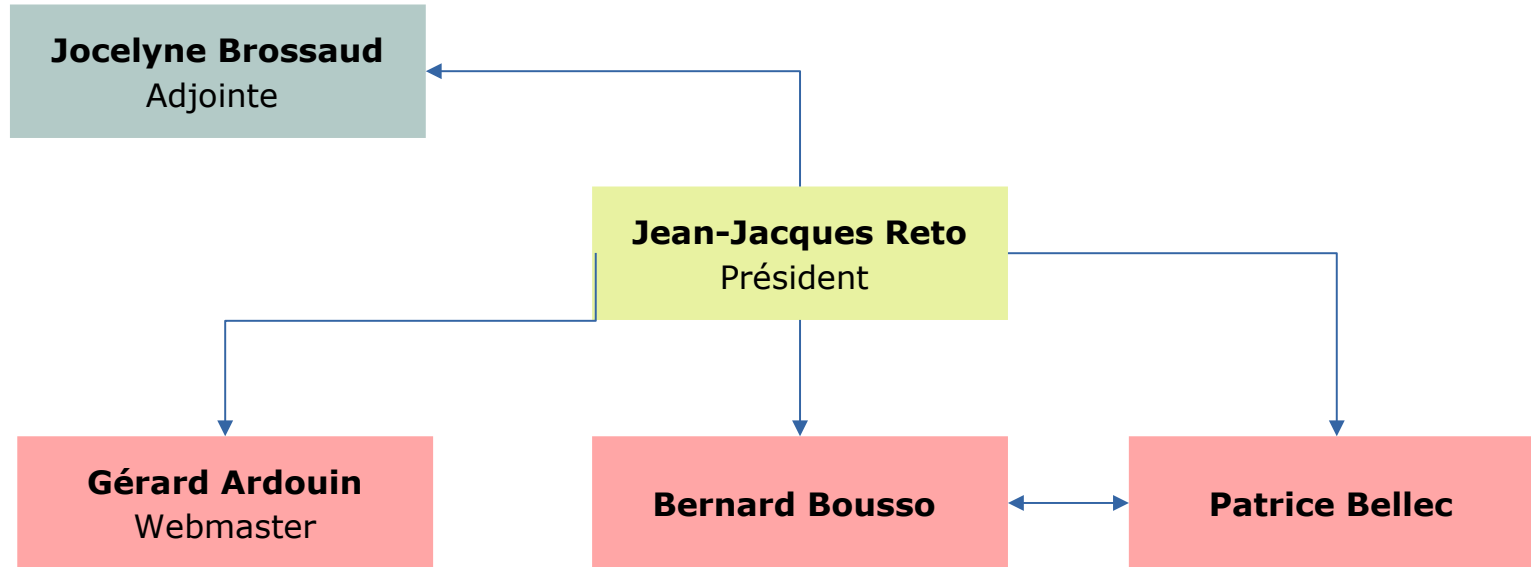 Jocelyne Brossaud
Adjointe
Jean-Jacques Reto
Président
Gérard Ardouin
Webmaster
Bernard Bousso
Patrice Bellec